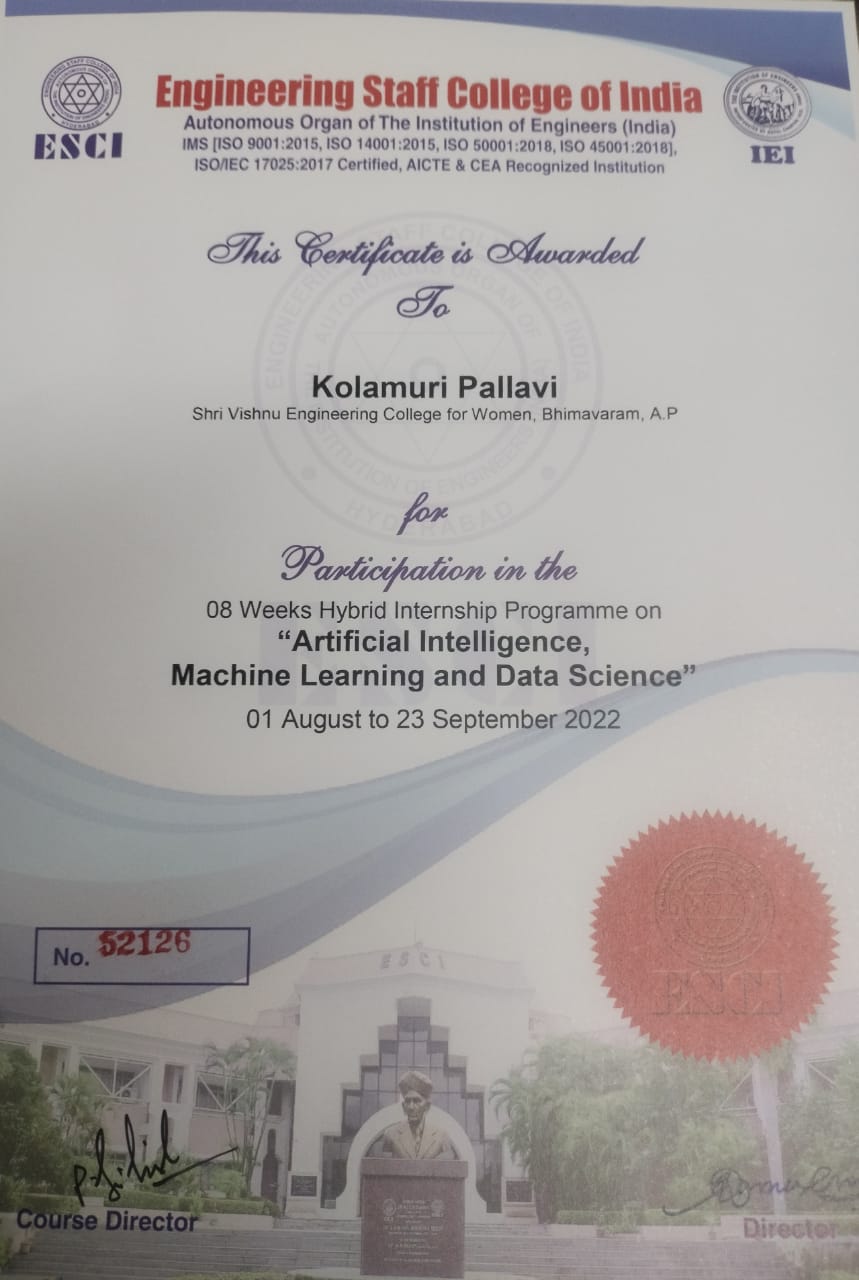 Engineering Staff College of India
Autonomous Organ of The Institution of Engineers (India)
IMS [ISO 9001:2015, ISO 14001:2015, ISO 50001:2018, ISO 45001:2018],
ISO/IEC 17025:2017 Certified, AICTE & CEA Recognized Institution
ESCI
IEI
This Certificate is Awarded
To
Kolamuri Pallavi
Shri Vishnu Engineering College for Women, Bhimavaram, A.P
for
Participation in the
08 Weeks Hybrid Internship Programme on
“Artificial Intelligence,
Machine Learning and Data Science”
01 August to 23 September 2022
No. 52126
ESCI
ESCI
Course Director
Director